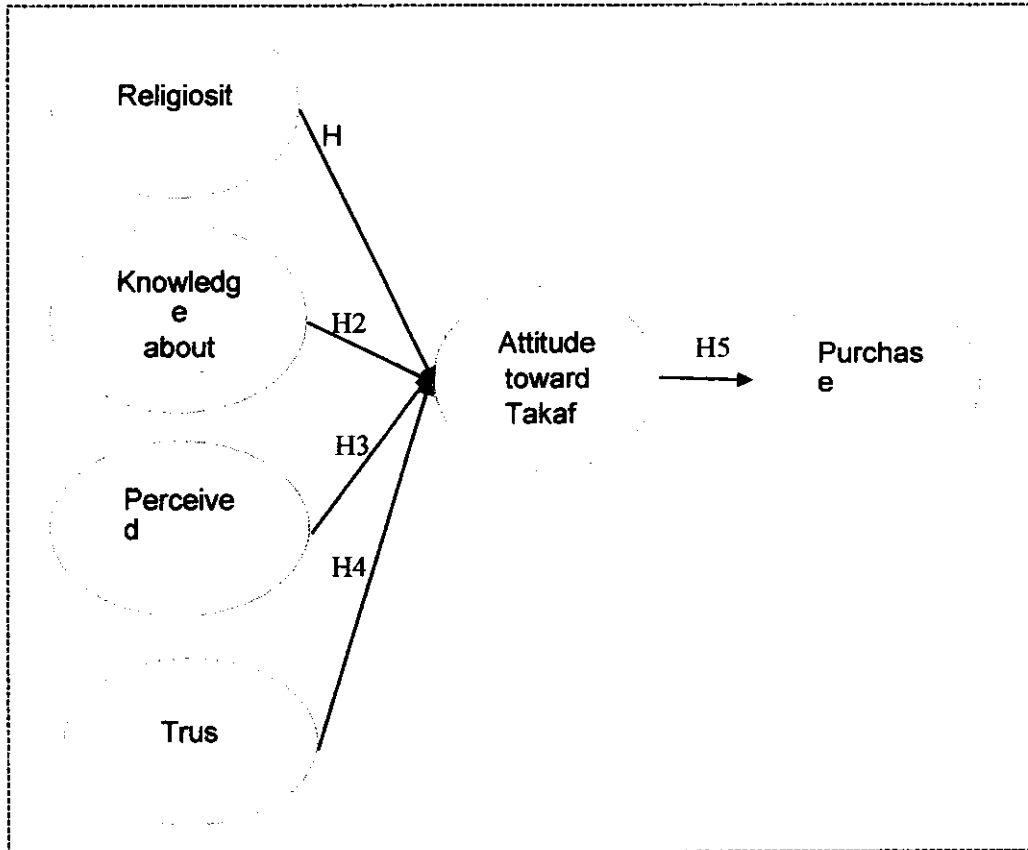 Religiosit
H
Knowledg
e
about
H2
Attitude
toward
Takaf
H5
Purchas
e
H3
Perceive
d
H4
Trus